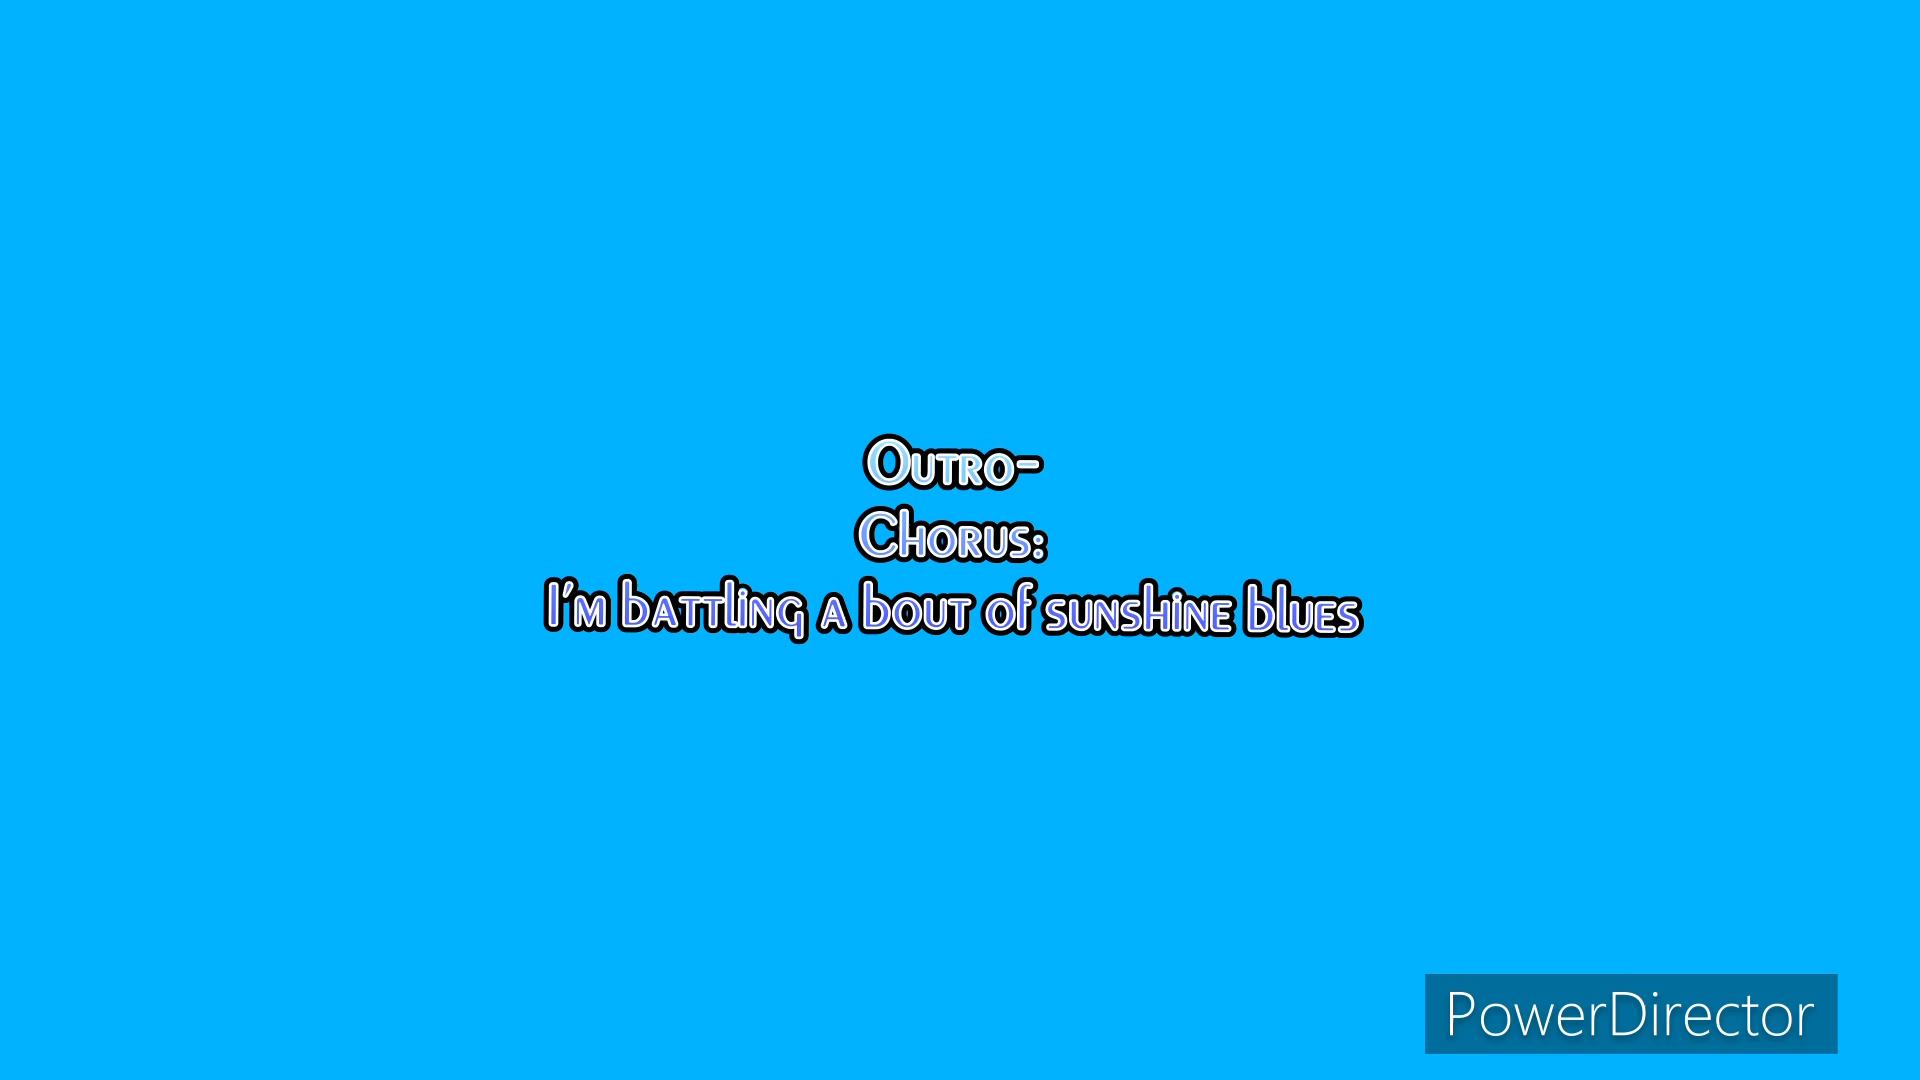 Outro-
Chorus:
I'm battling a bout of sunshine blues
PowerDirector